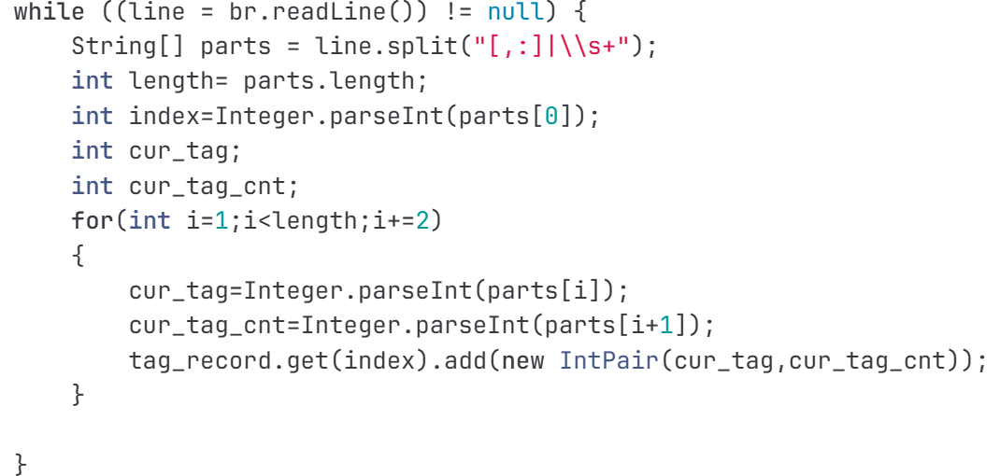 while ((line = br.readLine()) != null) {
    String[] parts = line.split("[,:]|\\s+");
    int length= parts.length;
    int index=Integer.parseInt(parts[0]);
    int cur_tag;
    int cur_tag_cnt;
    for(int i=1;i<length;i+=2)
    {
        cur_tag=Integer.parseInt(parts[i]);
        cur_tag_cnt=Integer.parseInt(parts[i+1]);
        tag_record.get(index).add(new IntPair(cur_tag,cur_tag_cnt));
    }

}